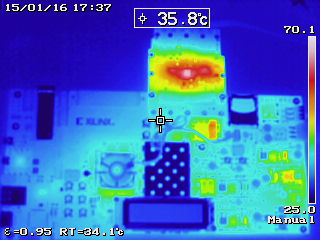 15/01/16 17:37
35.8℃
70.1
XILINX
25.0
Manual
ε=0.95 RT=34.1℃